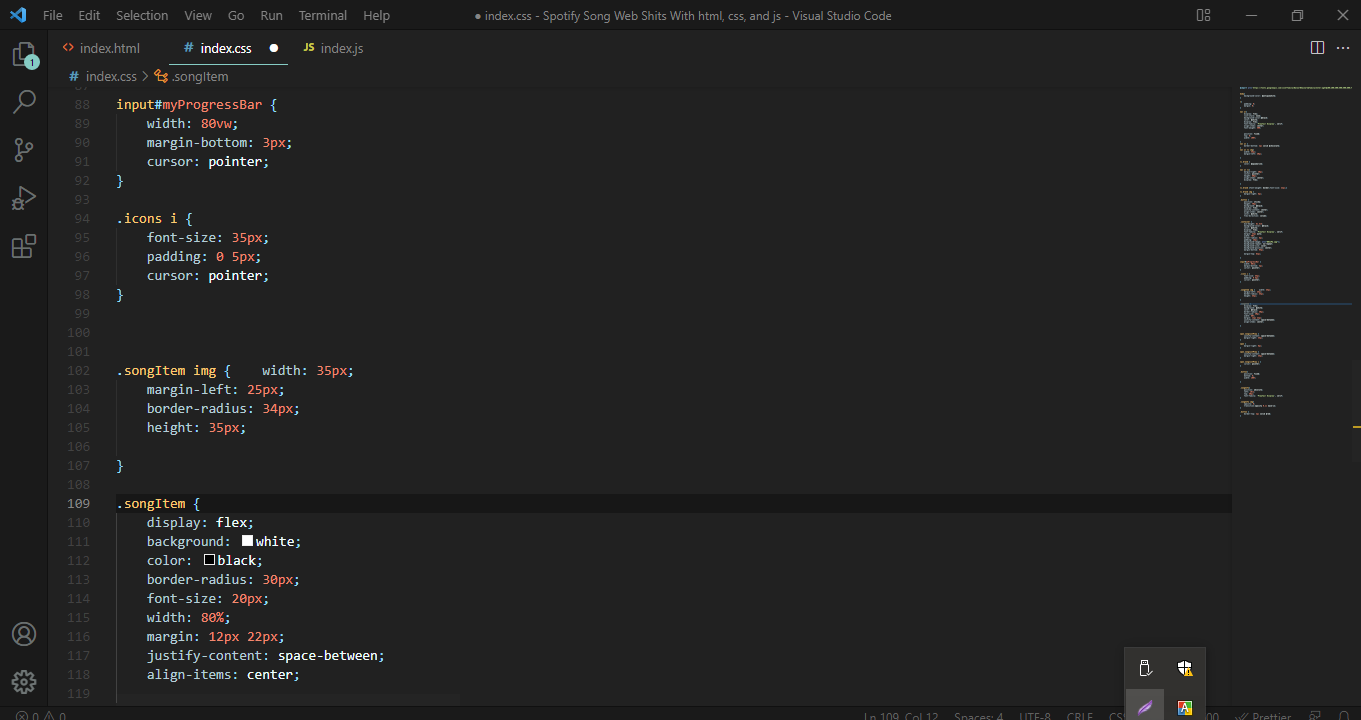 File Edit Selection View Go Run Terminal Help
● index.css - Spotify Song Web Shits With html, css, and js - Visual Studio Code
<> index.html
# index.css ●
JS index.js
1
# index.css > .songItem
88 input#myProgressBar {
89 width: 80vw;
90 margin-bottom: 3px;
91 cursor: pointer;
92 }
93
94 .icons i {
95 font-size: 35px;
96 padding: 0 5px;
97 cursor: pointer;
98 }
99
100
101
102 .songItem img { width: 35px;
103 margin-left: 25px;
104 border-radius: 34px;
105 height: 35px;
106
107 }
108
109 .songItem {
110 display: flex;
111 background: white;
112 color: black;
113 border-radius: 30px;
114 font-size: 20px;
115 width: 80%;
116 margin: 12px 22px;
117 justify-content: space-between;
118 align-items: center;
119
0 0 Ln 109, Col 12 Spaces: 4 UTF-8 CRLF Prettier